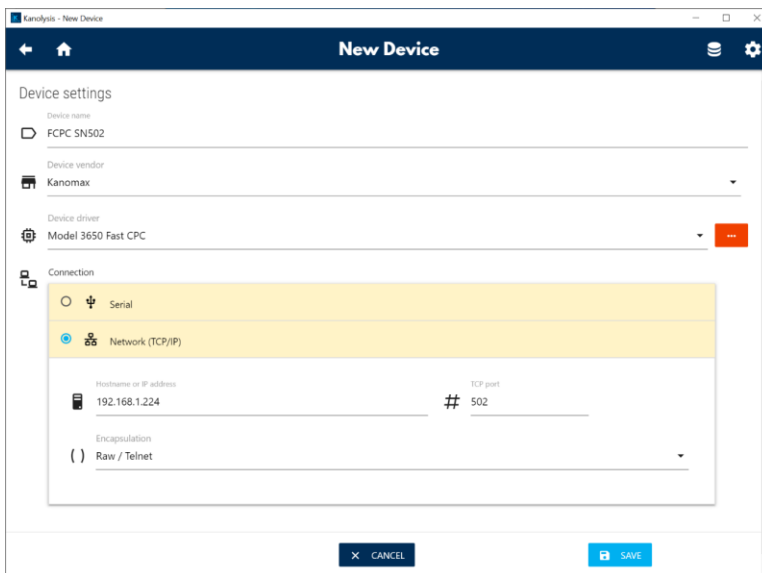 Kanolysis - New Device
New Device
Device settings
Device name
FCPC SN502
Device vendor
Kanomax
Device driver
Model 3650 Fast CPC
Connection
Serial
Network (TCP/IP)
Hostname or IP address
TCP port
192.168.1.224
# 502
Encapsulation
( ) Raw / Telnet
X CANCEL
SAVE